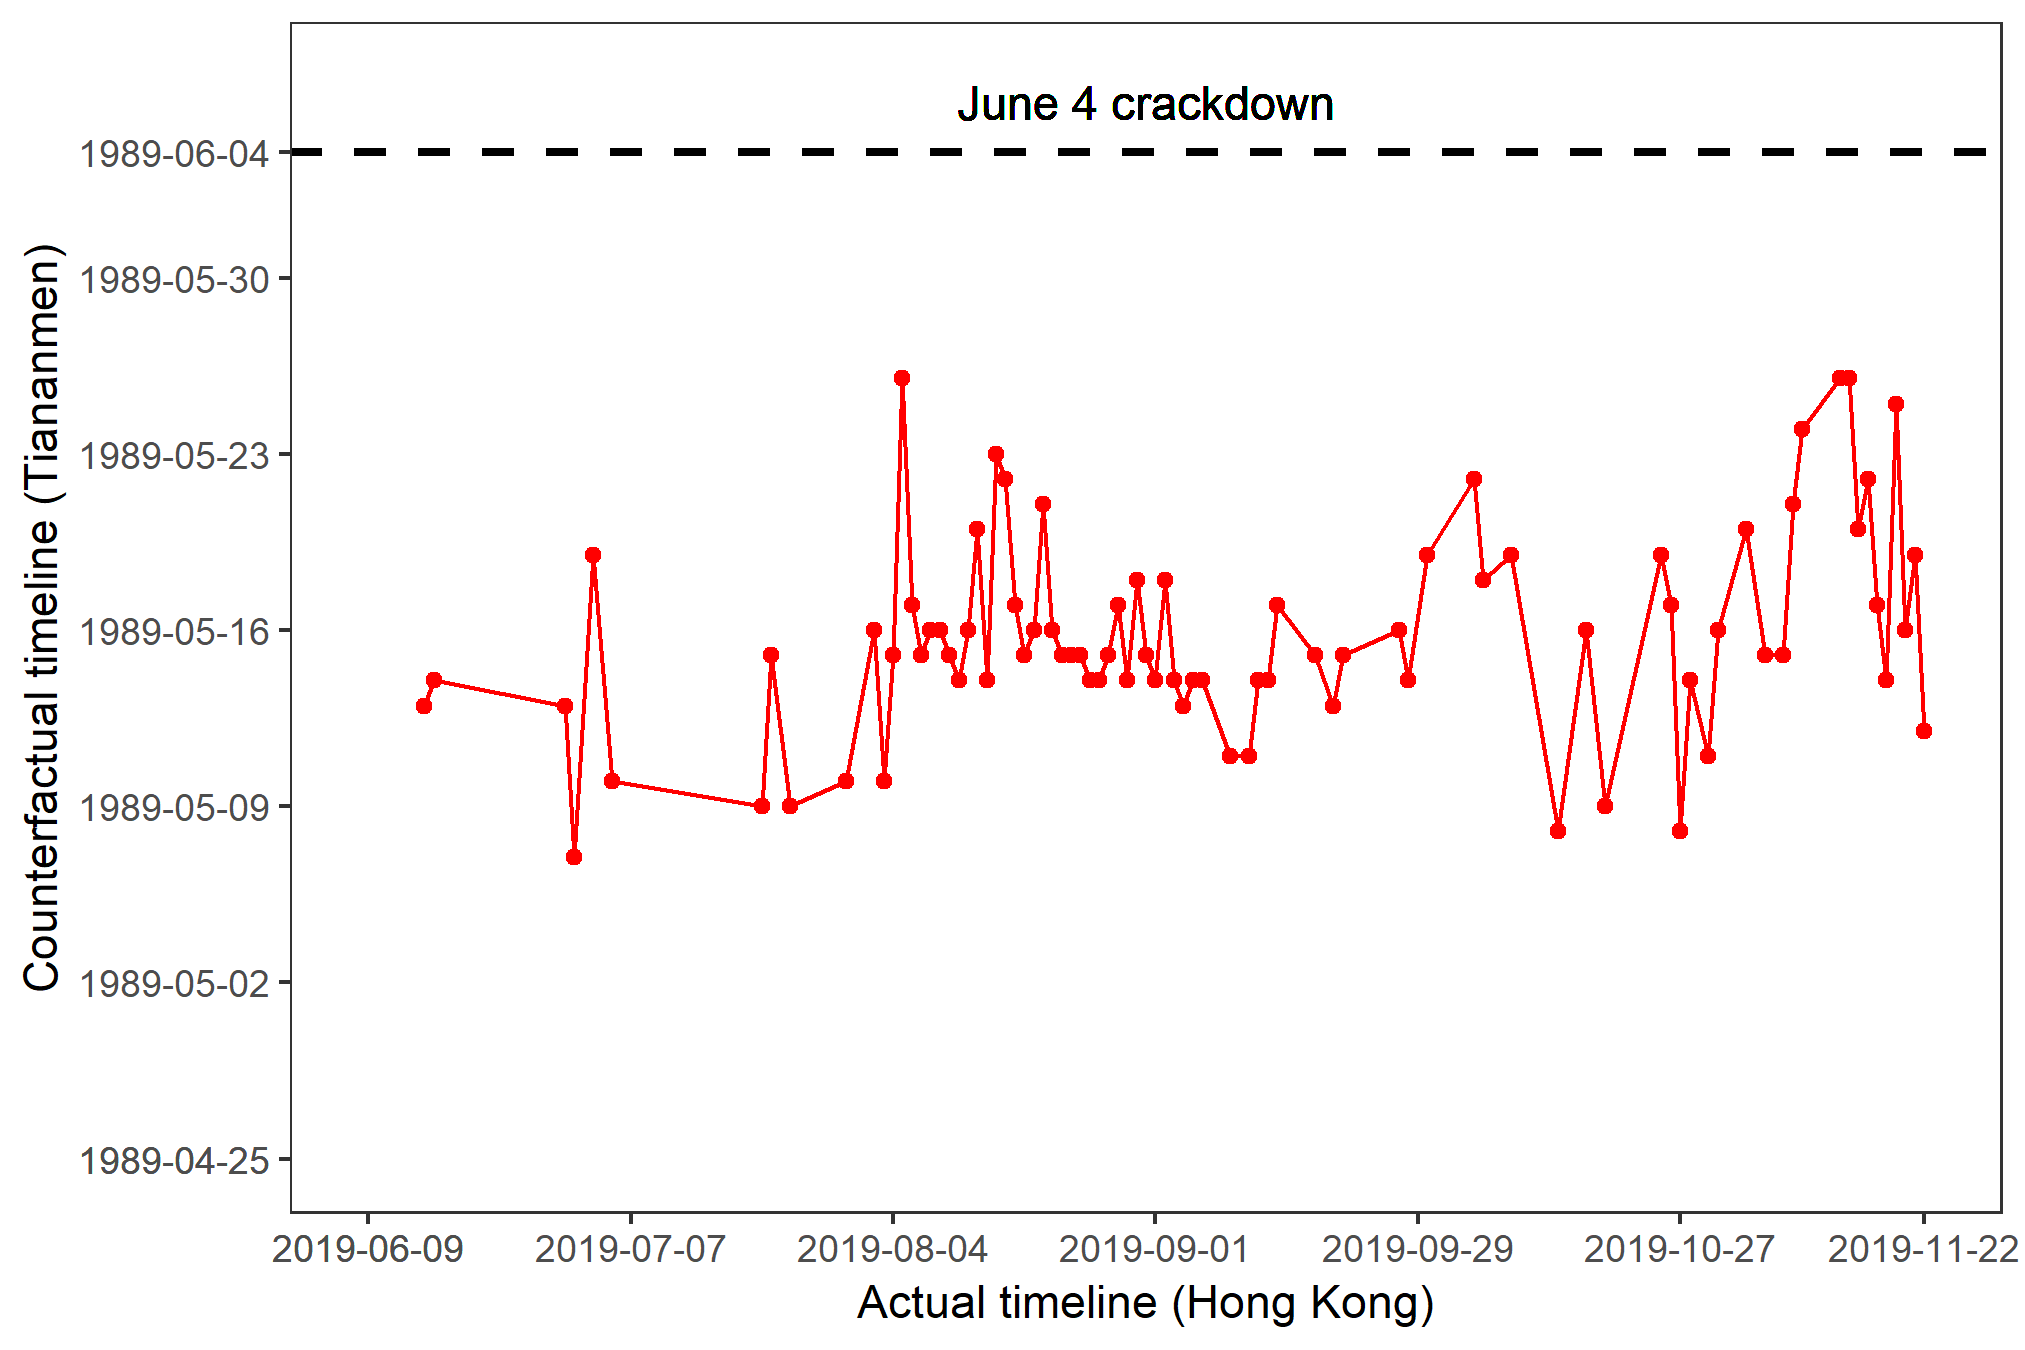 June 4 crackdown
1989-06-04
1989-05-30
1989-05-23
1989-05-16
1989-05-09
1989-05-02
1989-04-25
Counterfactual timeline (Tiananmen)
2019-06-09 2019-07-07 2019-08-04 2019-09-01 2019-09-29 2019-10-27 2019-11-22
Actual timeline (Hong Kong)